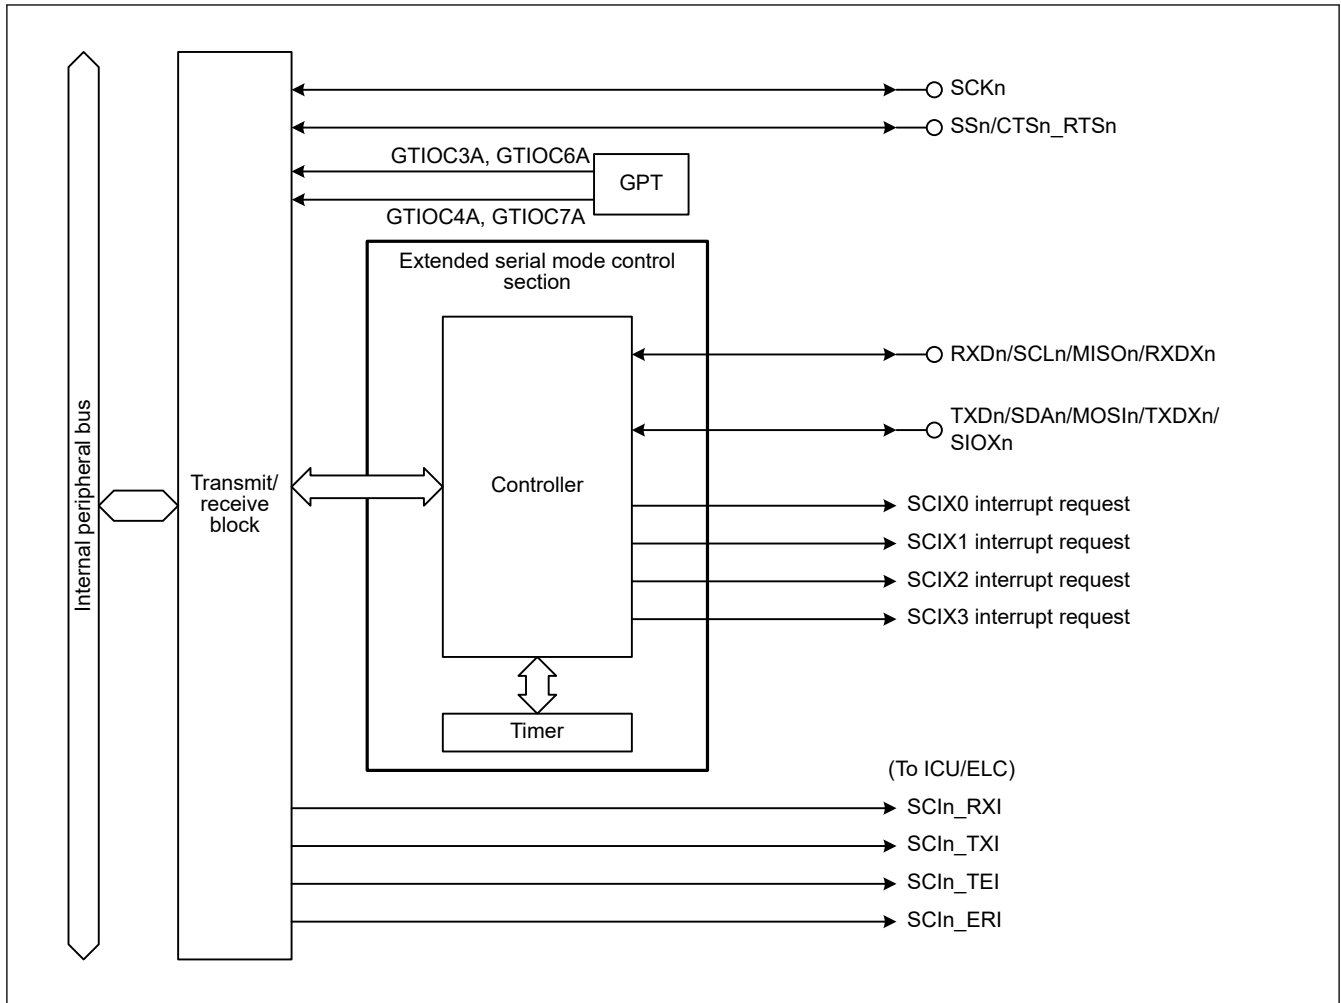 SCKn
SSn/CTSn_RTSn
GTIOC3A, GTIOC6A
GPT
GTIOC4A, GTIOC7A
Extended serial mode control
section
RXDn/SCLn/MISOn/RXDXn
TXDn/SDAn/MOSIn/TXDXn/
SIOXn
Internal peripheral bus
Transmit/
receive
block
Controller
SCIX0 interrupt request
SCIX1 interrupt request
SCIX2 interrupt request
SCIX3 interrupt request
Timer
(To ICU/ELC)
SCIn_RXI
SCIn_TXI
SCIn_TEI
SCIn_ERI